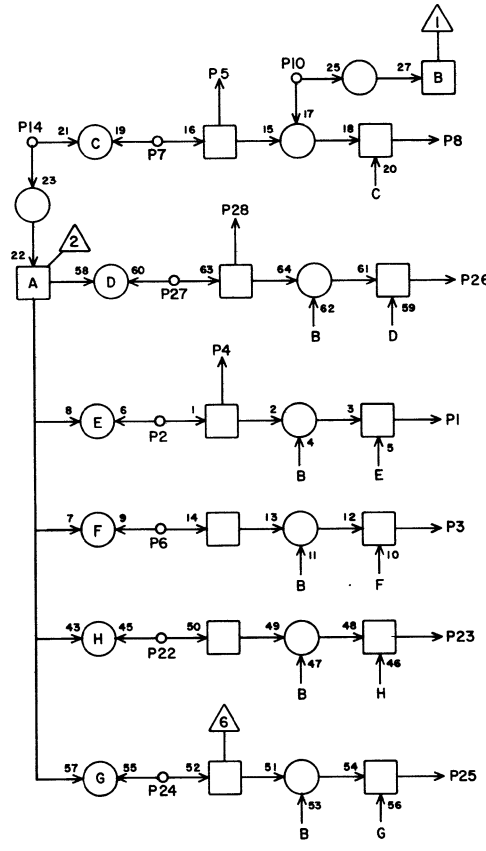 1
P10 25 27 B
P5
17
P14 21 C 19 P7 16 15 18 P8
20
C
23
22 A 2
P28
58 D 60 P27 63 64 61 P26
62 59
B D
P4
8 E 6 P2 1 2 3 P1
4 5
B E
7 F 9 P6 14 13 12 P3
11 10
B F
43 H 45 P22 50 49 48 P23
47 46
B H
6
57 G 55 P24 52 51 54 P25
53 56
B G